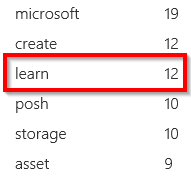 microsoft 19
create 12
learn 12
posh 10
storage 10
asset 9